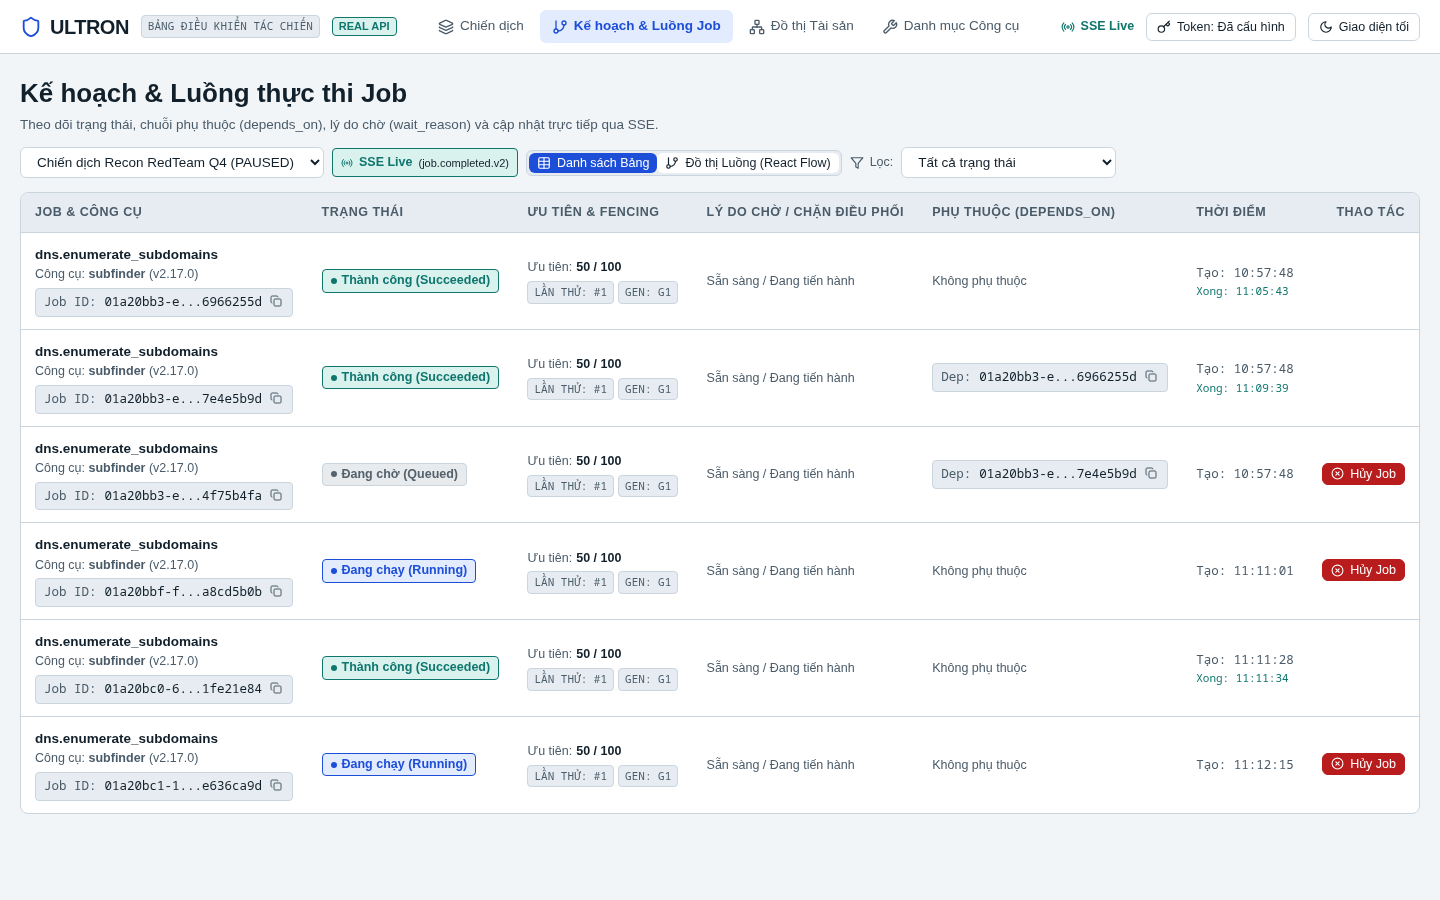 ULTRON
BẢNG ĐIỀU KHIỂN TÁC CHIẾN
REAL API
Chiến dịch
Kế hoạch & Luồng Job
Đồ thị Tài sản
Danh mục Công cụ
SSE Live
Token: Đã cấu hình
Giao diện tối
Kế hoạch & Luồng thực thi Job
Theo dõi trạng thái, chuỗi phụ thuộc (depends_on), lý do chờ (wait_reason) và cập nhật trực tiếp qua SSE.
Chiến dịch Recon RedTeam Q4 (PAUSED)
SSE Live (job.completed.v2)
Danh sách Bảng
Đồ thị Luồng (React Flow)
Lọc:
Tất cả trạng thái
JOB & CÔNG CỤ
TRẠNG THÁI
ƯU TIÊN & FENCING
LÝ DO CHỜ / CHẶN ĐIỀU PHỐI
PHỤ THUỘC (DEPENDS_ON)
THỜI ĐIỂM
THAO TÁC
dns.enumerate_subdomains
Công cụ: subfinder (v2.17.0)
Job ID: 01a20bb3-e...6966255d
Thành công (Succeeded)
Ưu tiên: 50 / 100
LẦN THỬ: #1
GEN: G1
Sẵn sàng / Đang tiến hành
Không phụ thuộc
Tạo: 10:57:48
Xong: 11:05:43
dns.enumerate_subdomains
Công cụ: subfinder (v2.17.0)
Job ID: 01a20bb3-e...7e4e5b9d
Thành công (Succeeded)
Ưu tiên: 50 / 100
LẦN THỬ: #1
GEN: G1
Sẵn sàng / Đang tiến hành
Dep: 01a20bb3-e...6966255d
Tạo: 10:57:48
Xong: 11:09:39
dns.enumerate_subdomains
Công cụ: subfinder (v2.17.0)
Job ID: 01a20bb3-e...4f75b4fa
Đang chờ (Queued)
Ưu tiên: 50 / 100
LẦN THỬ: #1
GEN: G1
Sẵn sàng / Đang tiến hành
Dep: 01a20bb3-e...7e4e5b9d
Tạo: 10:57:48
Hủy Job
dns.enumerate_subdomains
Công cụ: subfinder (v2.17.0)
Job ID: 01a20bbf-f...a8cd5b0b
Đang chạy (Running)
Ưu tiên: 50 / 100
LẦN THỬ: #1
GEN: G1
Sẵn sàng / Đang tiến hành
Không phụ thuộc
Tạo: 11:11:01
Hủy Job
dns.enumerate_subdomains
Công cụ: subfinder (v2.17.0)
Job ID: 01a20bc0-6...1fe21e84
Thành công (Succeeded)
Ưu tiên: 50 / 100
LẦN THỬ: #1
GEN: G1
Sẵn sàng / Đang tiến hành
Không phụ thuộc
Tạo: 11:11:28
Xong: 11:11:34
dns.enumerate_subdomains
Công cụ: subfinder (v2.17.0)
Job ID: 01a20bc1-1...e636ca9d
Đang chạy (Running)
Ưu tiên: 50 / 100
LẦN THỬ: #1
GEN: G1
Sẵn sàng / Đang tiến hành
Không phụ thuộc
Tạo: 11:12:15
Hủy Job